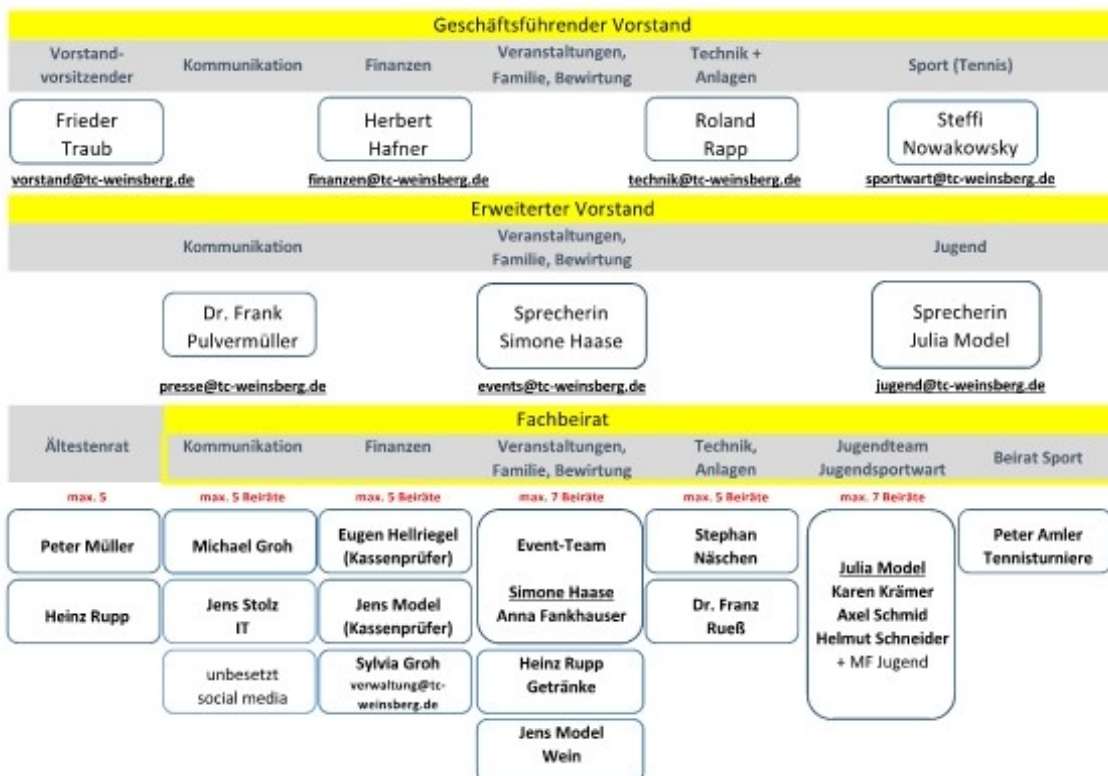 Geschäftsführender Vorstand
Vorstand-
vorsitzender
Kommunikation
Finanzen
Veranstaltungen,
Familie, Bewirtung
Technik +
Anlagen
Sport (Tennis)
Frieder
Traub
Herbert
Hafner
Roland
Rapp
Steffi
Nowakowsky
vorstand@tc-weinsberg.de
finanzen@tc-weinsberg.de
technik@tc-weinsberg.de
sportwart@tc-weinsberg.de
Erweiterter Vorstand
Kommunikation
Veranstaltungen,
Familie, Bewirtung
Jugend
Dr. Frank
Pulvermüller
Sprecherin
Simone Haase
Sprecherin
Julia Model
presse@tc-weinsberg.de
events@tc-weinsberg.de
jugend@tc-weinsberg.de
Fachbeirat
Ältestenrat
Kommunikation
Finanzen
Veranstaltungen,
Familie, Bewirtung
Technik,
Anlagen
Jugendteam
Jugendsportwart
Beirat Sport
max. 5
max. 5 Beiräte
max. 5 Beiräte
max. 7 Beiräte
max. 5 Beiräte
max. 7 Beiräte
Peter Müller
Heinz Rupp
Michael Groh
Jens Stolz
IT
unbesetzt
social media
Eugen Hellriegel
(Kassenprüfer)
Jens Model
(Kassenprüfer)
Sylvia Groh
verwaltung@tc-
weinsberg.de
Event-Team
Simone Haase
Anna Fankhauser
Heinz Rupp
Getränke
Jens Model
Wein
Stephan
Näschen
Dr. Franz
Rueß
Julia Model
Karen Krämer
Axel Schmid
Helmut Schneider
+ MF Jugend
Peter Amler
Tennisturniere